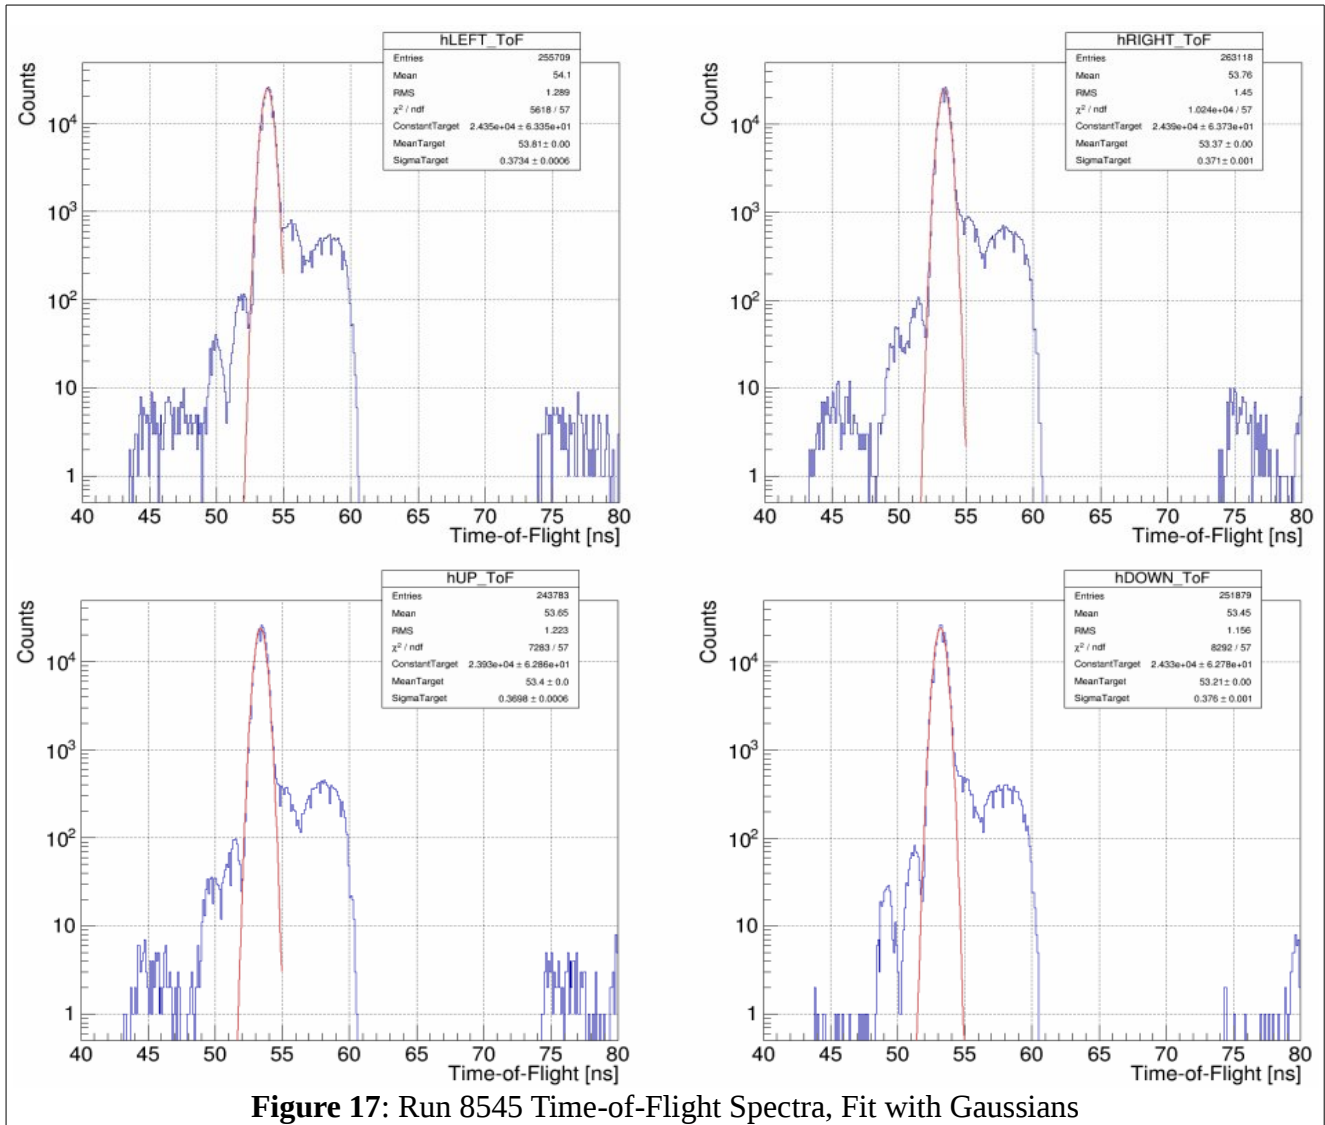 hLEFT_ToF
Entries 255709
Mean 54.1
RMS 1.289
χ² / ndf 5618 / 57
ConstantTarget 2.435e+04 ± 6.335e+01
MeanTarget 53.81± 0.00
SigmaTarget 0.3734 ± 0.0006
Counts
10⁴
10³
10²
10
1
40 45 50 55 60 65 70 75 80
Time-of-Flight [ns]
hRIGHT_ToF
Entries 263118
Mean 53.76
RMS 1.45
χ² / ndf 1.024e+04 / 57
ConstantTarget 2.439e+04 ± 6.373e+01
MeanTarget 53.37 ± 0.00
SigmaTarget 0.371± 0.001
Counts
10⁴
10³
10²
10
1
40 45 50 55 60 65 70 75 80
Time-of-Flight [ns]
hUP_ToF
Entries 243783
Mean 53.65
RMS 1.223
χ² / ndf 7283 / 57
ConstantTarget 2.393e+04 ± 6.286e+01
MeanTarget 53.4 ± 0.0
SigmaTarget 0.3698 ± 0.0006
Counts
10⁴
10³
10²
10
1
40 45 50 55 60 65 70 75 80
Time-of-Flight [ns]
hDOWN_ToF
Entries 251879
Mean 53.45
RMS 1.156
χ² / ndf 8292 / 57
ConstantTarget 2.433e+04 ± 6.278e+01
MeanTarget 53.21± 0.00
SigmaTarget 0.376 ± 0.001
Counts
10⁴
10³
10²
10
1
40 45 50 55 60 65 70 75 80
Time-of-Flight [ns]
Figure 17: Run 8545 Time-of-Flight Spectra, Fit with Gaussians